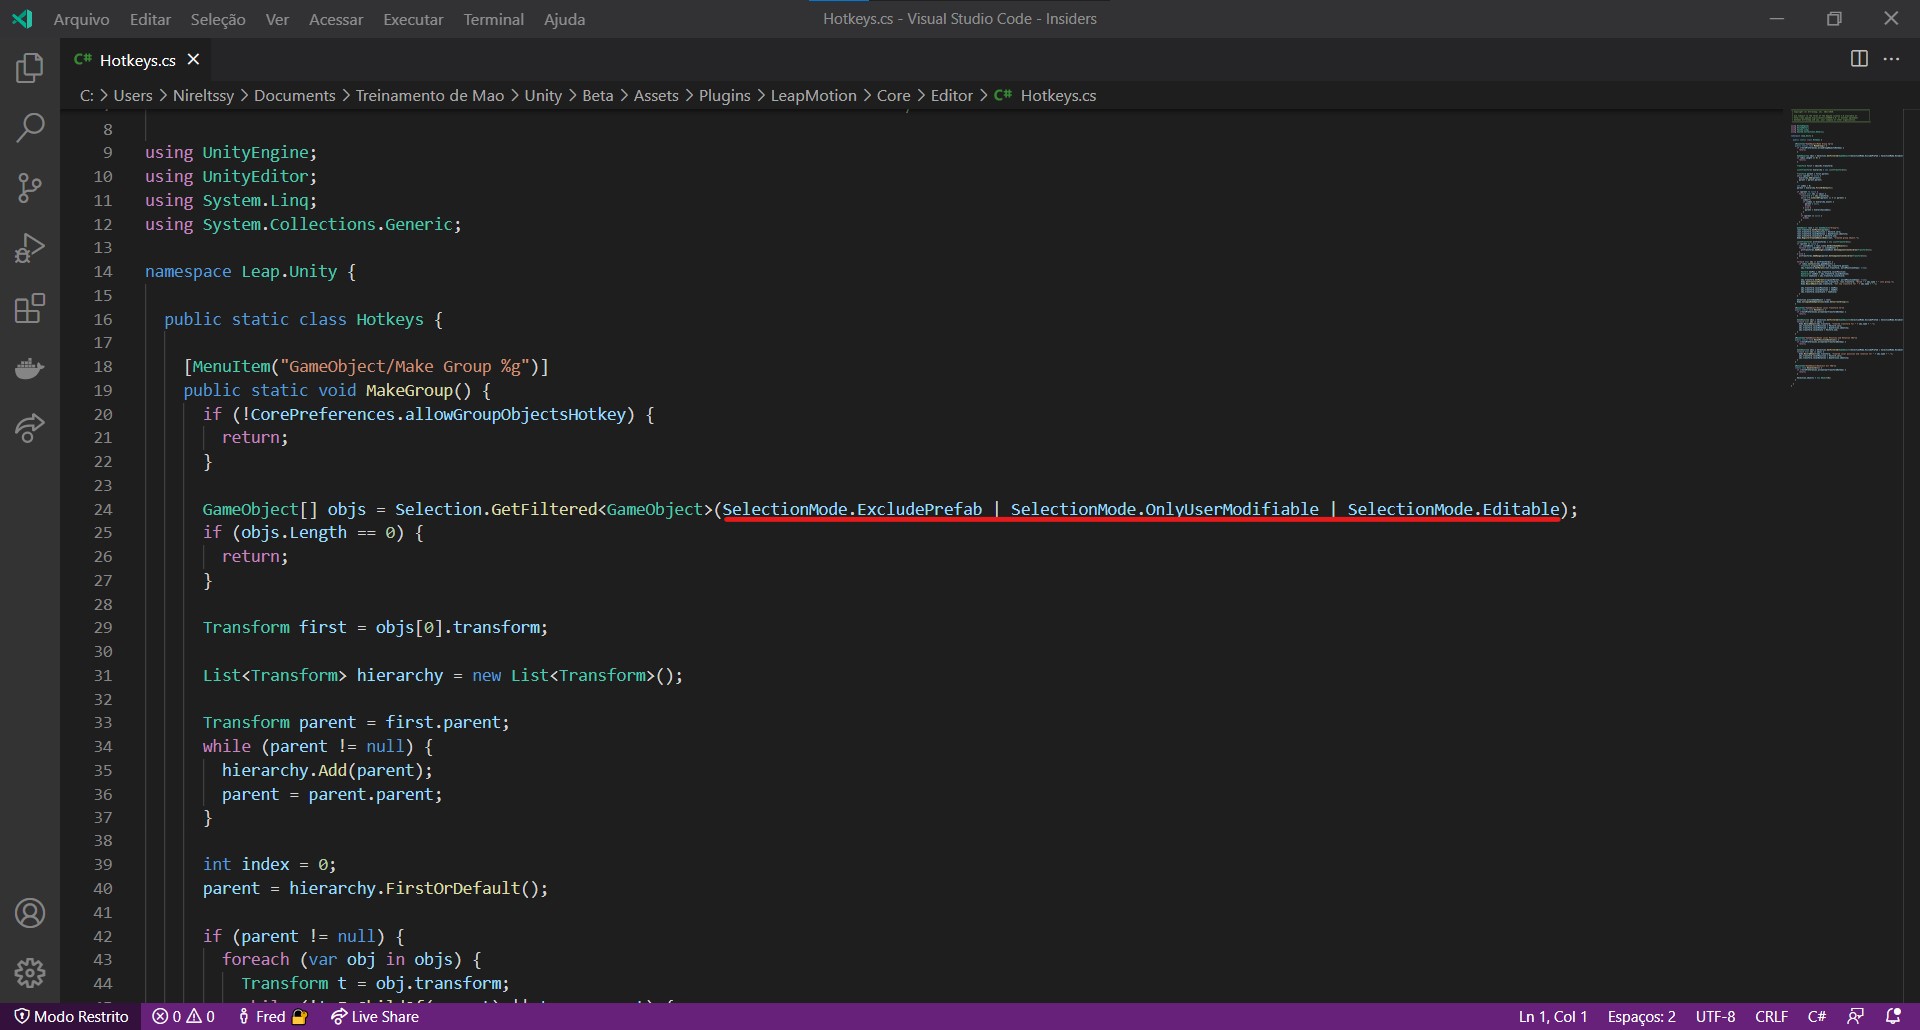 Arquivo Editar Seleção Ver Acessar Executar Terminal Ajuda
Hotkeys.cs - Visual Studio Code - Insiders
C# Hotkeys.cs
C: > Users > Nireltssy > Documents > Treinamento de Mao > Unity > Beta > Assets > Plugins > LeapMotion > Core > Editor > C# Hotkeys.cs
8
9 using UnityEngine;
10 using UnityEditor;
11 using System.Linq;
12 using System.Collections.Generic;
13
14 namespace Leap.Unity {
15
16 public static class Hotkeys {
17
18 [MenuItem("GameObject/Make Group %g")]
19 public static void MakeGroup() {
20 if (!CorePreferences.allowGroupObjectsHotkey) {
21 return;
22 }
23
24 GameObject[] objs = Selection.GetFiltered<GameObject>(SelectionMode.ExcludePrefab | SelectionMode.OnlyUserModifiable | SelectionMode.Editable);
25 if (objs.Length == 0) {
26 return;
27 }
28
29 Transform first = objs[0].transform;
30
31 List<Transform> hierarchy = new List<Transform>();
32
33 Transform parent = first.parent;
34 while (parent != null) {
35 hierarchy.Add(parent);
36 parent = parent.parent;
37 }
38
39 int index = 0;
40 parent = hierarchy.FirstOrDefault();
41
42 if (parent != null) {
43 foreach (var obj in objs) {
44 Transform t = obj.transform;
Modo Restrito 0 0 Fred Live Share
Ln 1, Col 1 Espaços: 2 UTF-8 CRLF C#